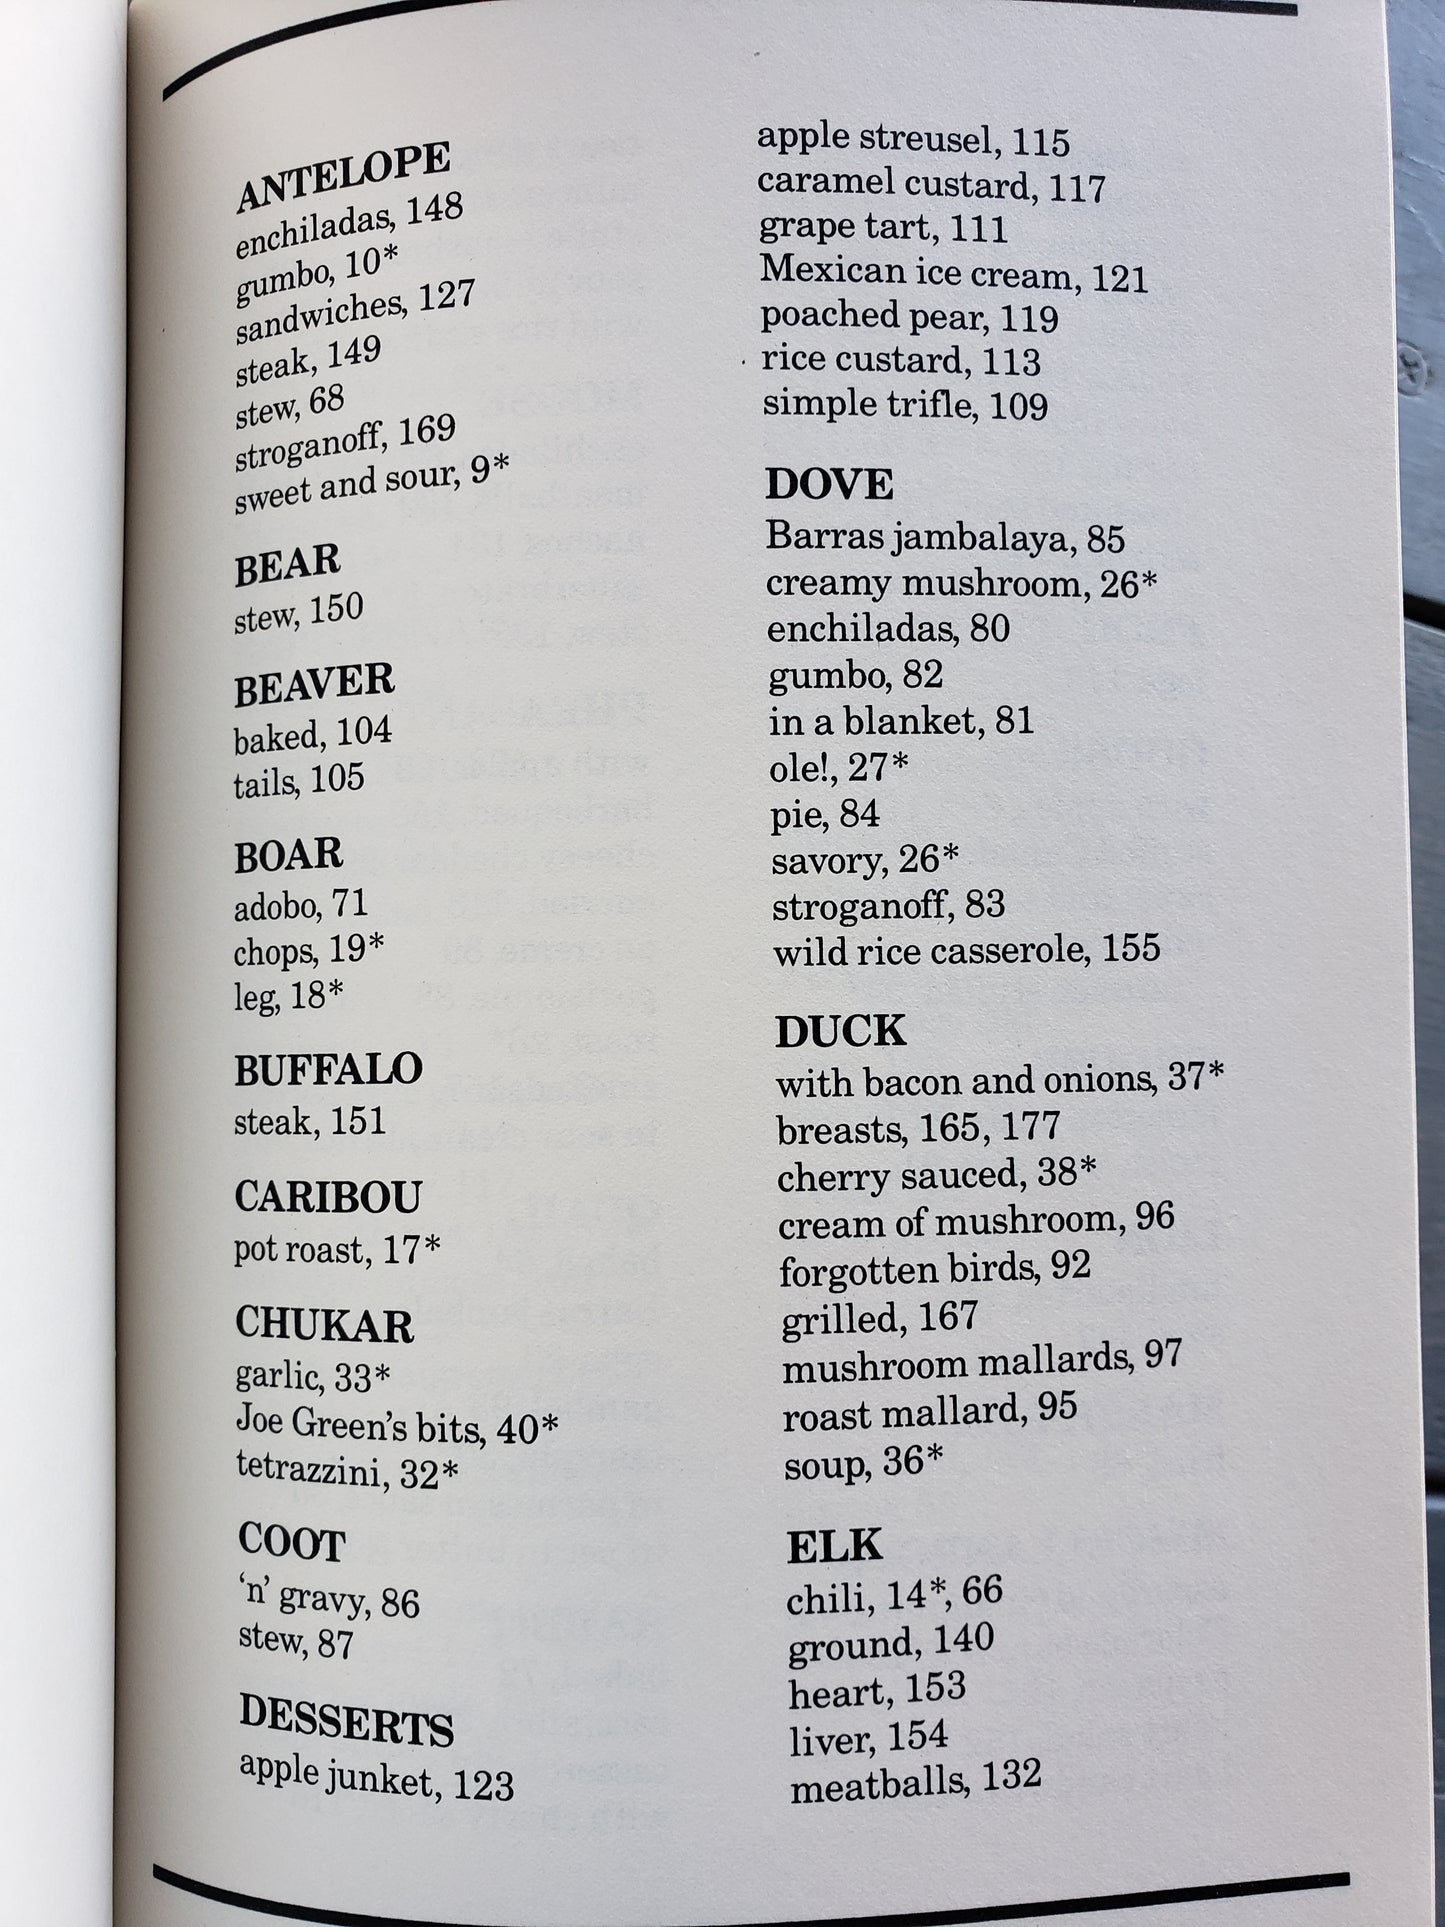 ANTELOPE
enchiladas, 148
gumbo, 10*
sandwiches, 127
steak, 149
stew, 68
stroganoff, 169
sweet and sour, 9*
BEAR
stew, 150
BEAVER
baked, 104
tails, 105
BOAR
adobo, 71
chops, 19*
leg, 18*
BUFFALO
steak, 151
CARIBOU
pot roast, 17*
CHUKAR
garlic, 33*
Joe Green's bits, 40*
tetrazzini, 32*
COOT
‘n’ gravy, 86
stew, 87
DESSERTS
apple junket, 123
apple streusel, 115
caramel custard, 117
grape tart, 111
Mexican ice cream, 121
poached pear, 119
rice custard, 113
simple trifle, 109
DOVE
Barras jambalaya, 85
creamy mushroom, 26*
enchiladas, 80
gumbo, 82
in a blanket, 81
ole!, 27*
pie, 84
savory, 26*
stroganoff, 83
wild rice casserole, 155
DUCK
with bacon and onions, 37*
breasts, 165, 177
cherry sauced, 38*
cream of mushroom, 96
forgotten birds, 92
grilled, 167
mushroom mallards, 97
roast mallard, 95
soup, 36*
ELK
chili, 14*, 66
ground, 140
heart, 153
liver, 154
meatballs, 132